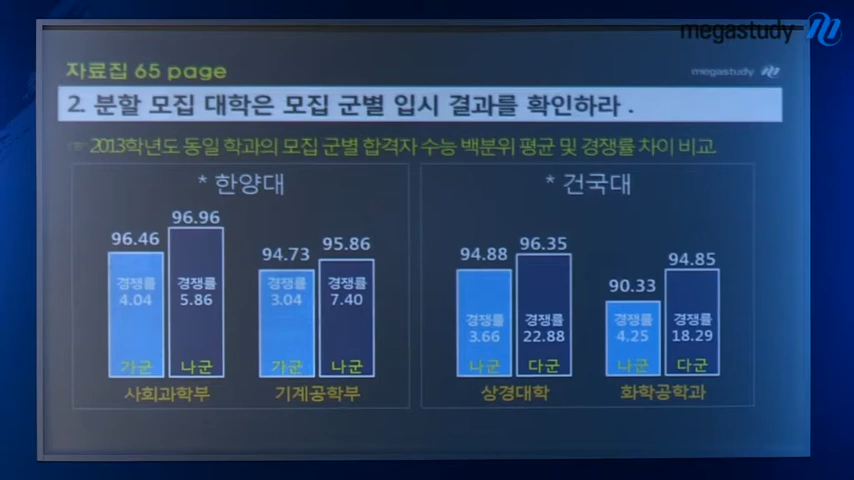 megastudy
자료집 65 page
megastudy
2. 분할 모집 대학은 모집 군별 입시 결과를 확인하라 .
2013학년도 동일 학과의 모집 군별 합격자 수능 백분위 평균 및 경쟁률 차이 비교
* 한양대
96.46
96.96
94.73
95.86
경쟁률
4.04
경쟁률
5.86
경쟁률
3.04
경쟁률
7.40
가군
나군
가군
나군
사회과학부
기계공학부
* 건국대
94.88
96.35
90.33
94.85
경쟁률
3.66
경쟁률
22.88
경쟁률
4.25
경쟁률
18.29
나군
다군
나군
다군
상경대학
화학공학과